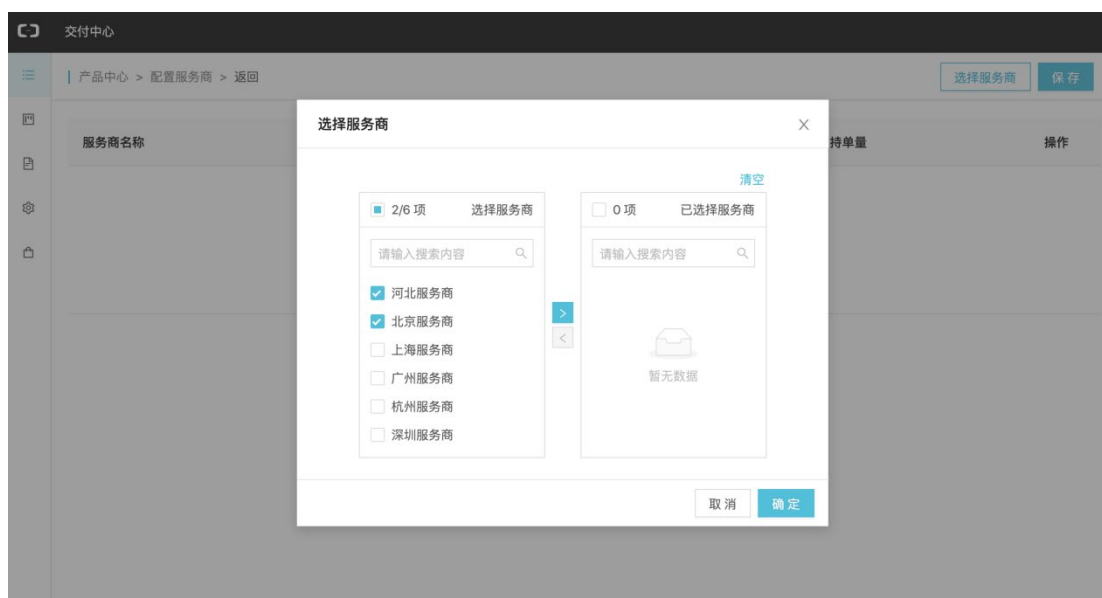 交付中心
产品中心 > 配置服务商 > 返回
选择服务商
保存
服务商名称
持单量
操作
选择服务商
清空
2/6 项 选择服务商
0 项 已选择服务商
请输入搜索内容
请输入搜索内容
河北服务商
北京服务商
上海服务商
广州服务商
杭州服务商
深圳服务商
暂无数据
取消
确定